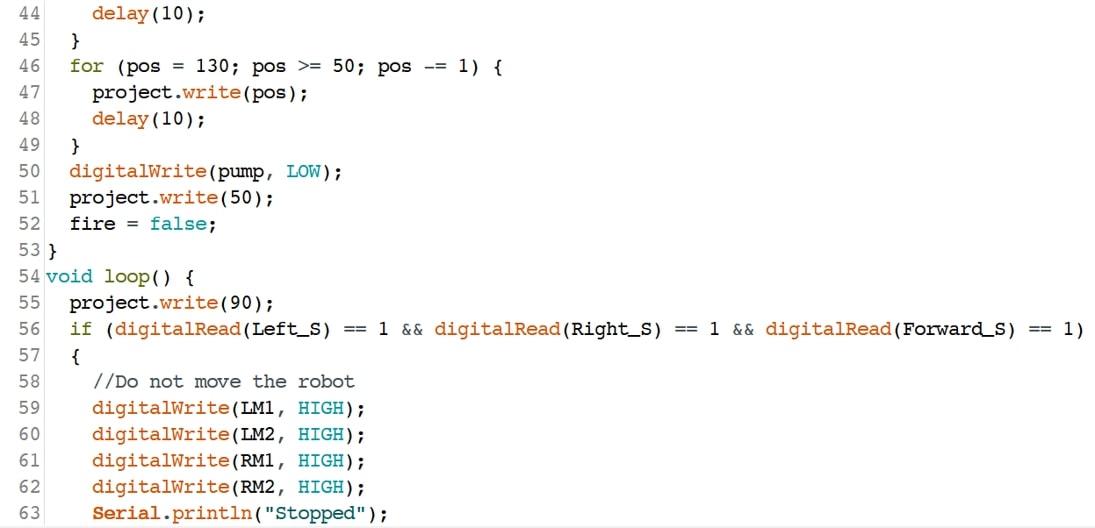 44     delay(10);
45   }
46   for (pos = 130; pos >= 50; pos -= 1) {
47     project.write(pos);
48     delay(10);
49   }
50   digitalWrite(pump, LOW);
51   project.write(50);
52   fire = false;
53 }
54 void loop() {
55   project.write(90);
56   if (digitalRead(Left_S) == 1 && digitalRead(Right_S) == 1 && digitalRead(Forward_S) == 1)
57   {
58     //Do not move the robot
59     digitalWrite(LM1, HIGH);
60     digitalWrite(LM2, HIGH);
61     digitalWrite(RM1, HIGH);
62     digitalWrite(RM2, HIGH);
63     Serial.println("Stopped");